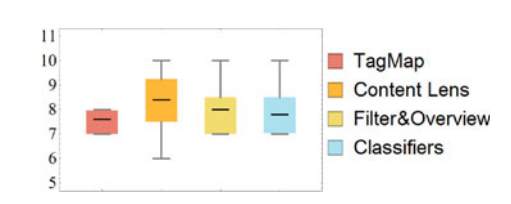 11
10
9
8
7
6
5
TagMap
Content Lens
Filter&Overview
Classifiers